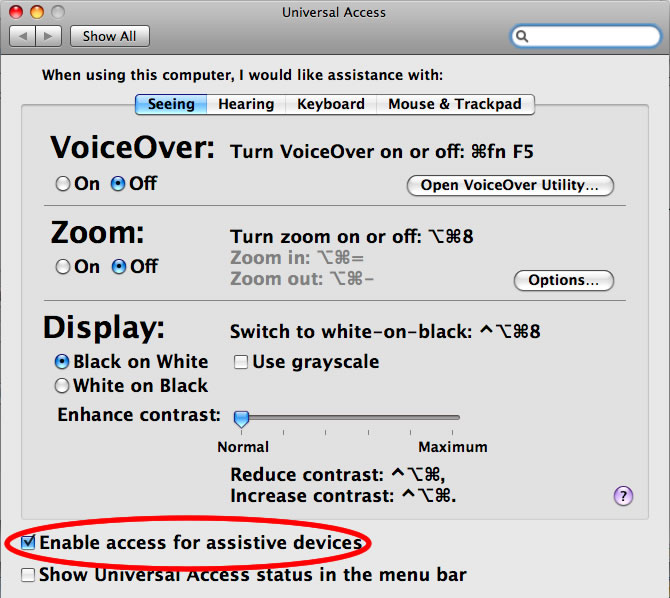 Universal Access
Show All
When using this computer, I would like assistance with:
Seeing Hearing Keyboard Mouse & Trackpad
VoiceOver: Turn VoiceOver on or off: ⌘fn F5
On Off Open VoiceOver Utility...
Zoom: Turn zoom on or off: ⌥⌘8
On Off Zoom in: ⌥⌘=
Zoom out: ⌥⌘-
Options...
Display: Switch to white-on-black: ^⌥⌘8
Black on White Use grayscale
White on Black
Enhance contrast:
Normal Maximum
Reduce contrast: ^⌥⌘,
Increase contrast: ^⌥⌘.
?
Enable access for assistive devices
Show Universal Access status in the menu bar